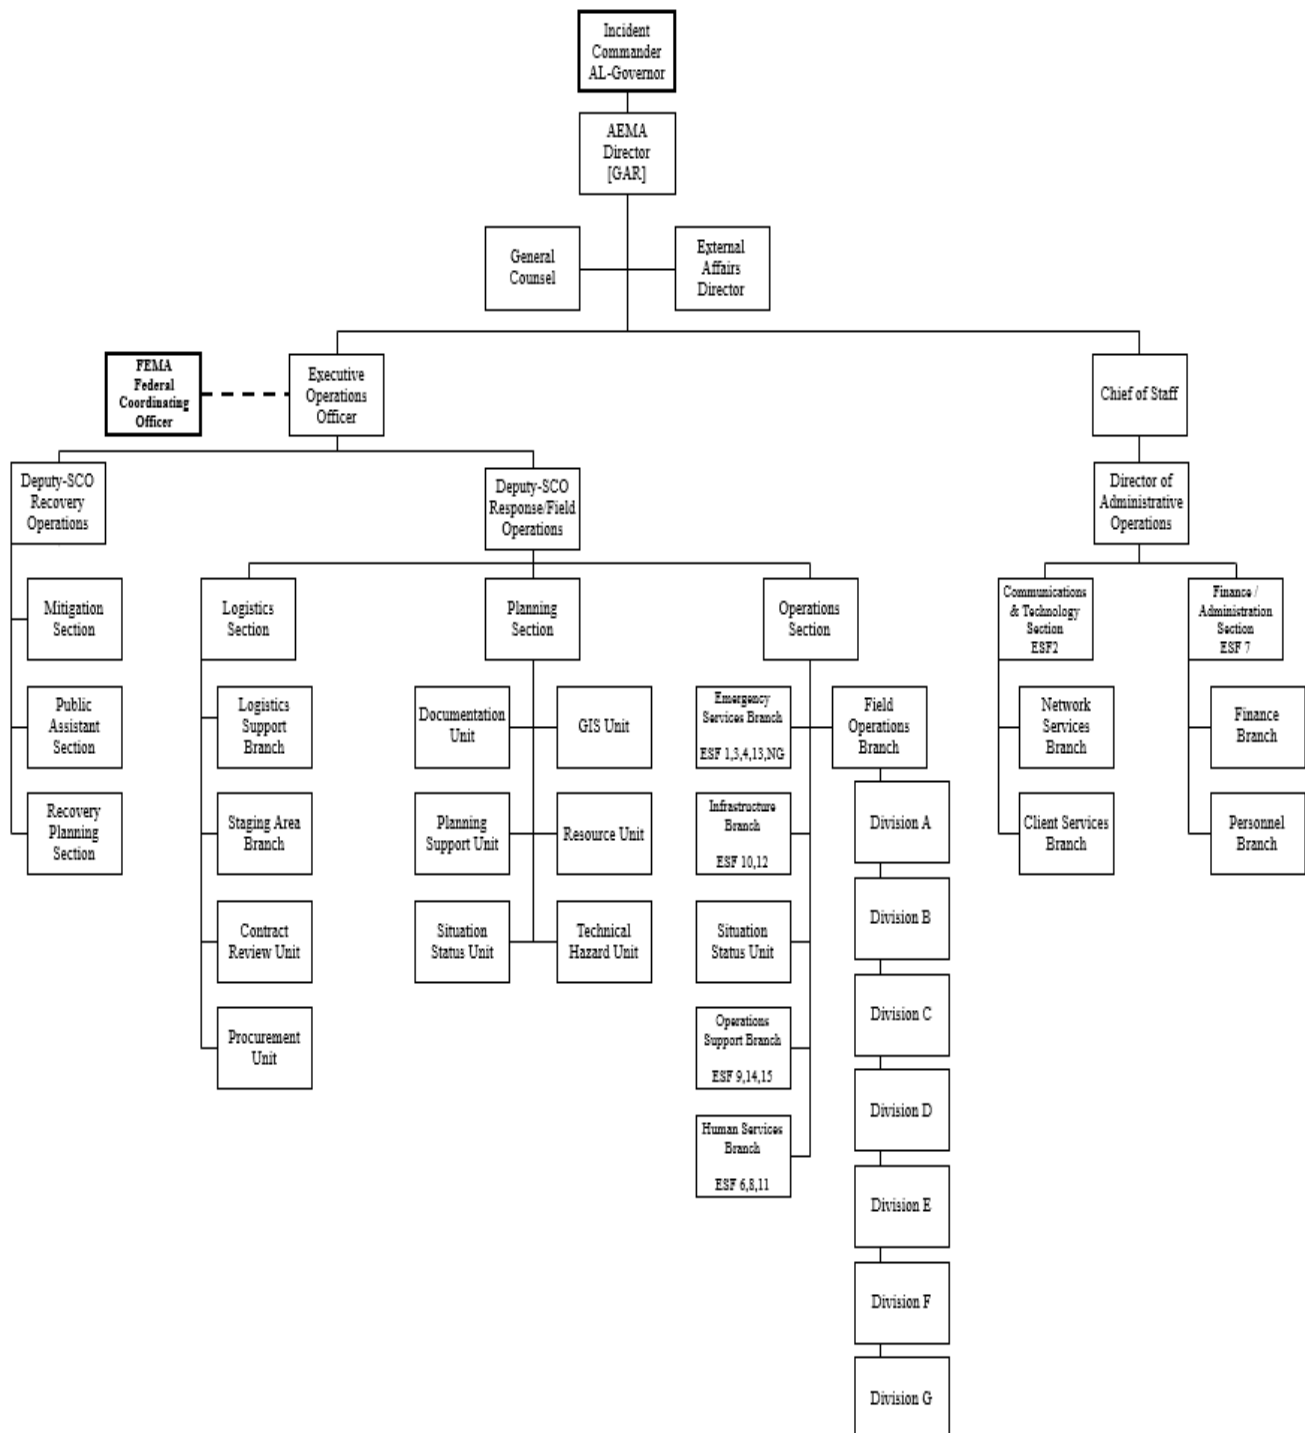 Incident
Commander
AL-Governor
AEMA
Director
[GAR]
General
Counsel
External
Affairs
Director
FEMA
Federal
Coordinating
Officer
Executive
Operations
Officer
Chief of Staff
Deputy-SCO
Recovery
Operations
Deputy-SCO
Response/Field
Operations
Director of
Administrative
Operations
Mitigation
Section
Public
Assistant
Section
Recovery
Planning
Section
Logistics
Section
Logistics
Support
Branch
Staging Area
Branch
Contract
Review Unit
Procurement
Unit
Planning
Section
Documentation
Unit
GIS Unit
Planning
Support Unit
Resource Unit
Situation
Status Unit
Technical
Hazard Unit
Operations
Section
Emergency
Services Branch
ESF 1,3,4,13,NG
Field
Operations
Branch
Infrastructure
Branch
ESF 10,12
Situation
Status Unit
Operations
Support Branch
ESF 9,14,15
Human Services
Branch
ESF 6,8,11
Division A
Division B
Division C
Division D
Division E
Division F
Division G
Communications
& Technology
Section
ESF2
Network
Services
Branch
Client Services
Branch
Finance /
Administration
Section
ESF 7
Finance
Branch
Personnel
Branch